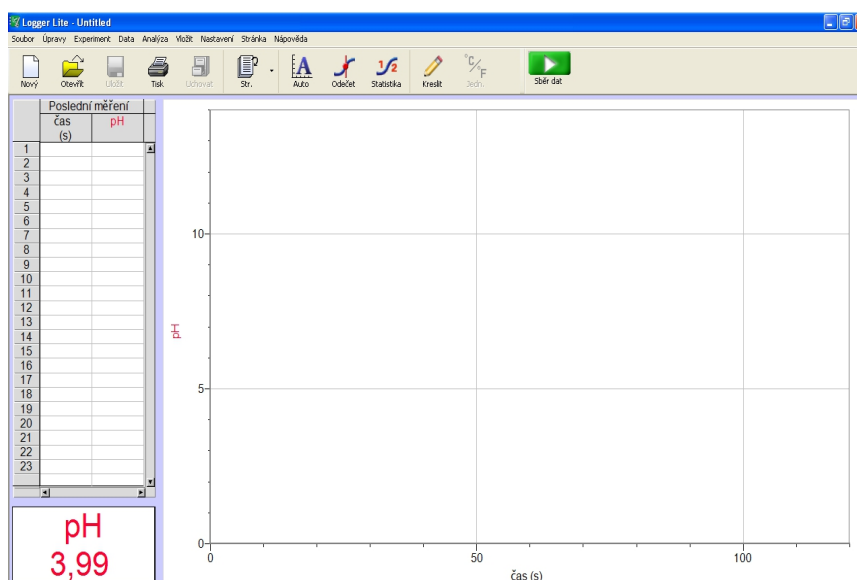 Logger Lite - Untitled
Soubor Úpravy Experiment Data Analýza Vložit Nastavení Stránka Nápověda
Nový Otevřít Uložit Tisk Uchovat Str. Auto Odečet Statistika Kreslit Jedn. Sběr dat
Poslední měření
čas pH
(s)
1
2
3
4
5
6
7
8
9
10
11
12
13
14
15
16
17
18
19
20
21
22
23
pH
3,99
10
5
0
pH
0 50 100
čas (s)